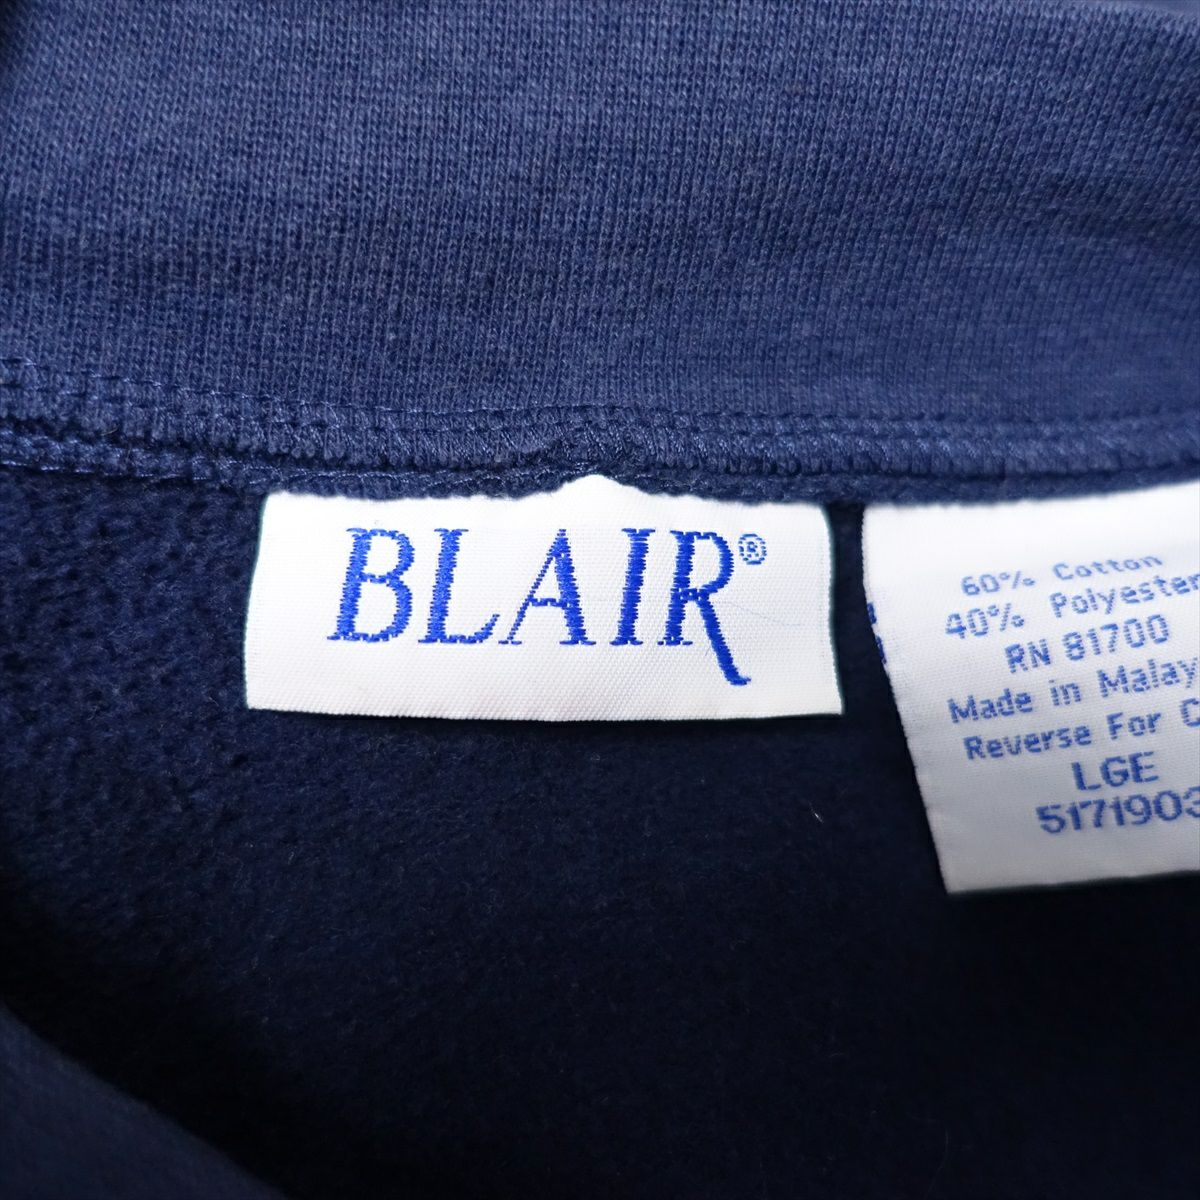 BLAIR®
60% Cotton
40% Polyester
RN 81700
Made in Malay
Reverse For C
LGE
5171903